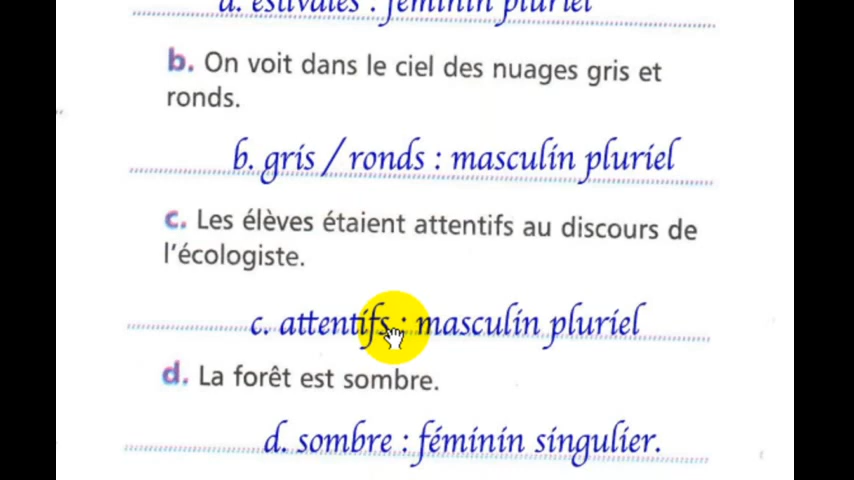 a. estivales : féminin pluriel
b. On voit dans le ciel des nuages gris et
ronds.
b. gris / ronds : masculin pluriel
c. Les élèves étaient attentifs au discours de
l'écologiste.
c. attentifs : masculin pluriel
d. La forêt est sombre.
d. sombre : féminin singulier.